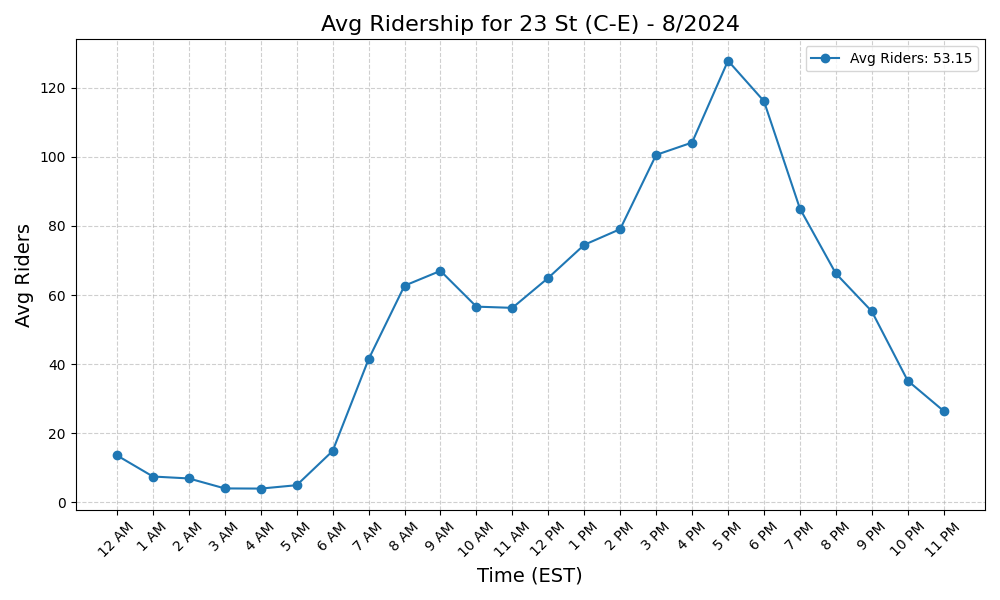 Avg Ridership for 23 St (C-E) - 8/2024
Avg Riders: 53.15
Avg Riders
120
100
80
60
40
20
0
12 AM
1 AM
2 AM
3 AM
4 AM
5 AM
6 AM
7 AM
8 AM
9 AM
10 AM
11 AM
12 PM
1 PM
2 PM
3 PM
4 PM
5 PM
6 PM
7 PM
8 PM
9 PM
10 PM
11 PM
Time (EST)